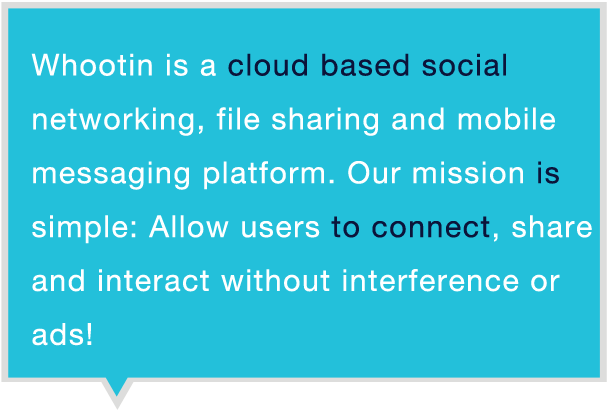 Whootin is a cloud based social
networking, file sharing and mobile
messaging platform. Our mission is
simple: Allow users to connect, share
and interact without interference or
ads!